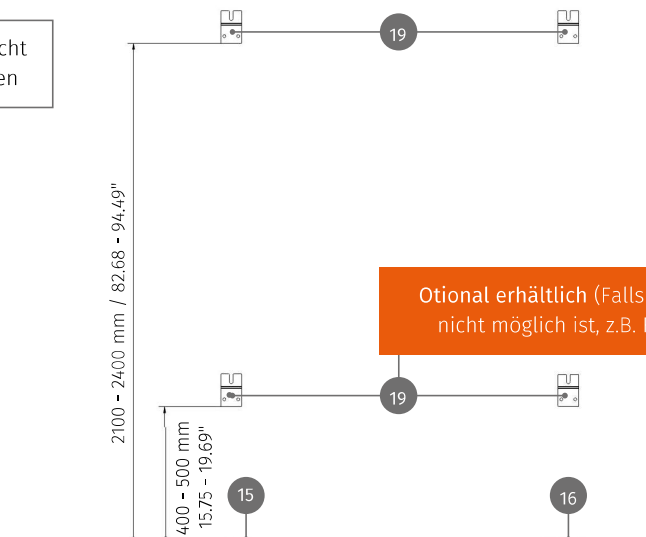 cht
en
19
2100 - 2400 mm / 82.68 - 94.49"
Otional erhältlich (Falls
nicht möglich ist, z.B.
19
400 - 500 mm
15.75 - 19.69"
15
16